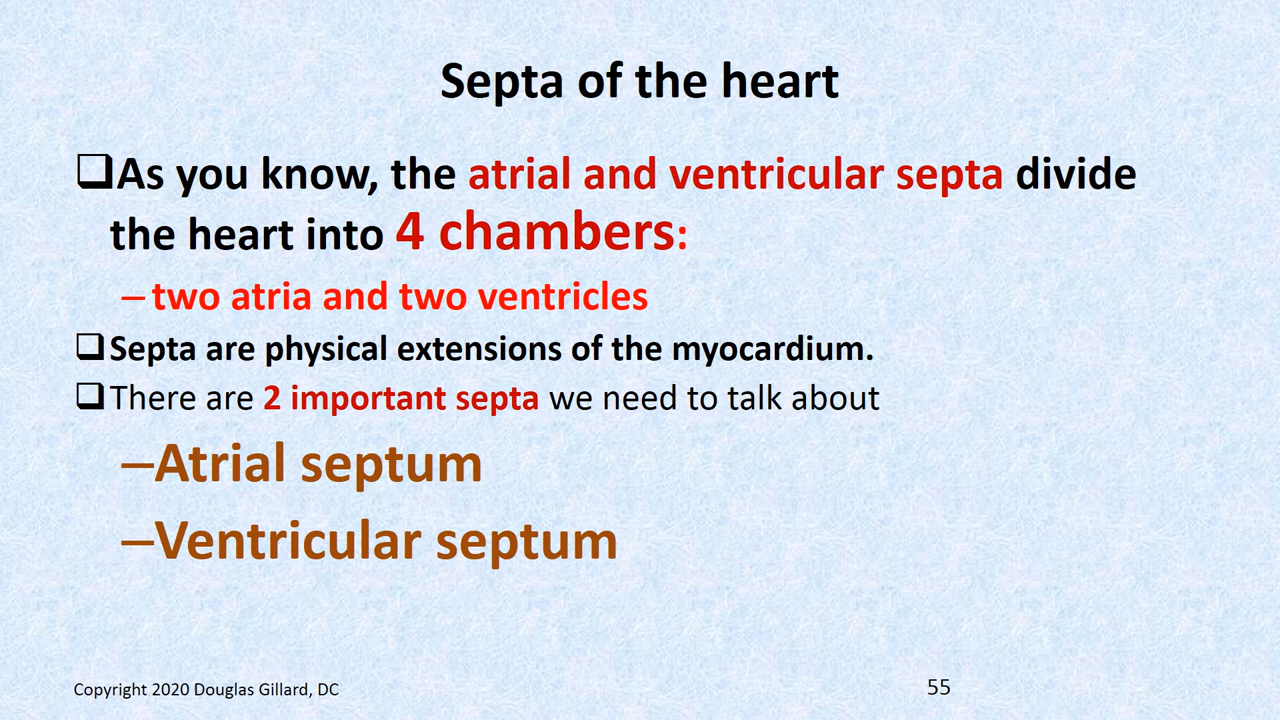 Septa of the heart
❑As you know, the atrial and ventricular septa divide
the heart into 4 chambers:
–two atria and two ventricles
❑Septa are physical extensions of the myocardium.
❑There are 2 important septa we need to talk about
–Atrial septum
–Ventricular septum
Copyright 2020 Douglas Gillard, DC
55